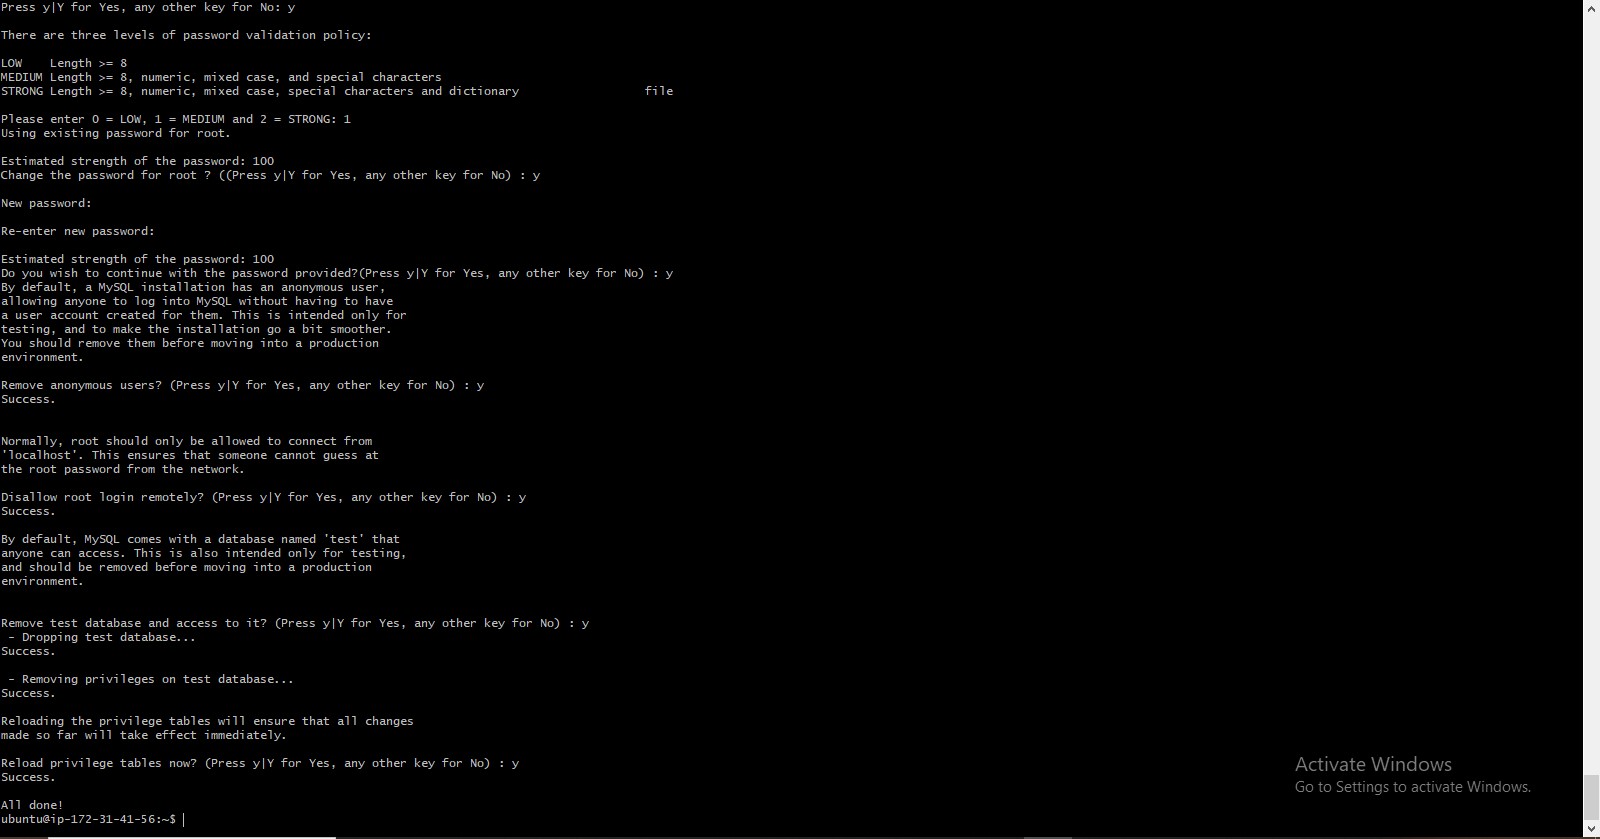 Press y|Y for Yes, any other key for No: y
There are three levels of password validation policy:
LOW    Length >= 8
MEDIUM Length >= 8, numeric, mixed case, and special characters
STRONG Length >= 8, numeric, mixed case, special characters and dictionary                  file
Please enter 0 = LOW, 1 = MEDIUM and 2 = STRONG: 1
Using existing password for root.
Estimated strength of the password: 100
Change the password for root ? ((Press y|Y for Yes, any other key for No) : y
New password:
Re-enter new password:
Estimated strength of the password: 100
Do you wish to continue with the password provided?(Press y|Y for Yes, any other key for No) : y
By default, a MySQL installation has an anonymous user,
allowing anyone to log into MySQL without having to have
a user account created for them. This is intended only for
testing, and to make the installation go a bit smoother.
You should remove them before moving into a production
environment.
Remove anonymous users? (Press y|Y for Yes, any other key for No) : y
Success.
Normally, root should only be allowed to connect from
'localhost'. This ensures that someone cannot guess at
the root password from the network.
Disallow root login remotely? (Press y|Y for Yes, any other key for No) : y
Success.
By default, MySQL comes with a database named 'test' that
anyone can access. This is also intended only for testing,
and should be removed before moving into a production
environment.
Remove test database and access to it? (Press y|Y for Yes, any other key for No) : y
 - Dropping test database...
Success.
 - Removing privileges on test database...
Success.
Reloading the privilege tables will ensure that all changes
made so far will take effect immediately.
Reload privilege tables now? (Press y|Y for Yes, any other key for No) : y
Success.
All done!
ubuntu@ip-172-31-41-56:~$
Activate Windows
Go to Settings to activate Windows.